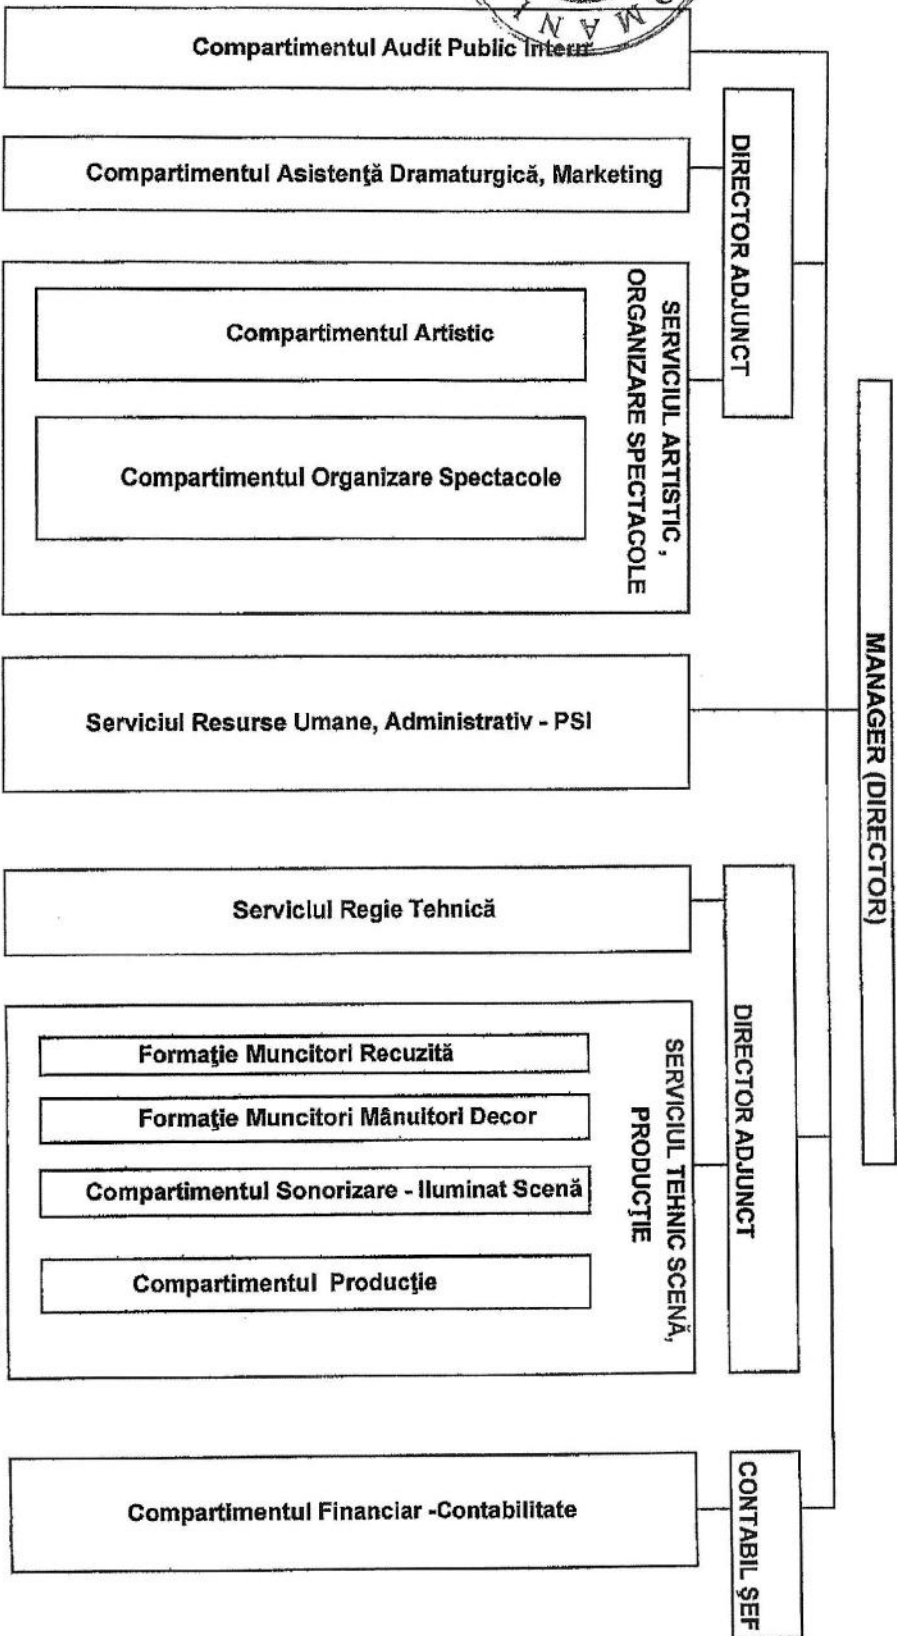 Compartimentul Audit Public Intern
DIRECTOR ADJUNCT
Compartimentul Asistenţă Dramaturgică, Marketing
SERVICIUL ARTISTIC ,
ORGANIZARE SPECTACOLE
Compartimentul Artistic
Compartimentul Organizare Spectacole
MANAGER (DIRECTOR)
Serviciul Resurse Umane, Administrativ - PSI
Serviciul Regie Tehnică
DIRECTOR ADJUNCT
SERVICIUL TEHNIC SCENĂ,
PRODUCŢIE
Formaţie Muncitori Recuzită
Formaţie Muncitori Mânuitori Decor
Compartimentul Sonorizare - Iluminat Scenă
Compartimentul Producţie
CONTABIL ŞEF
Compartimentul Financiar -Contabilitate